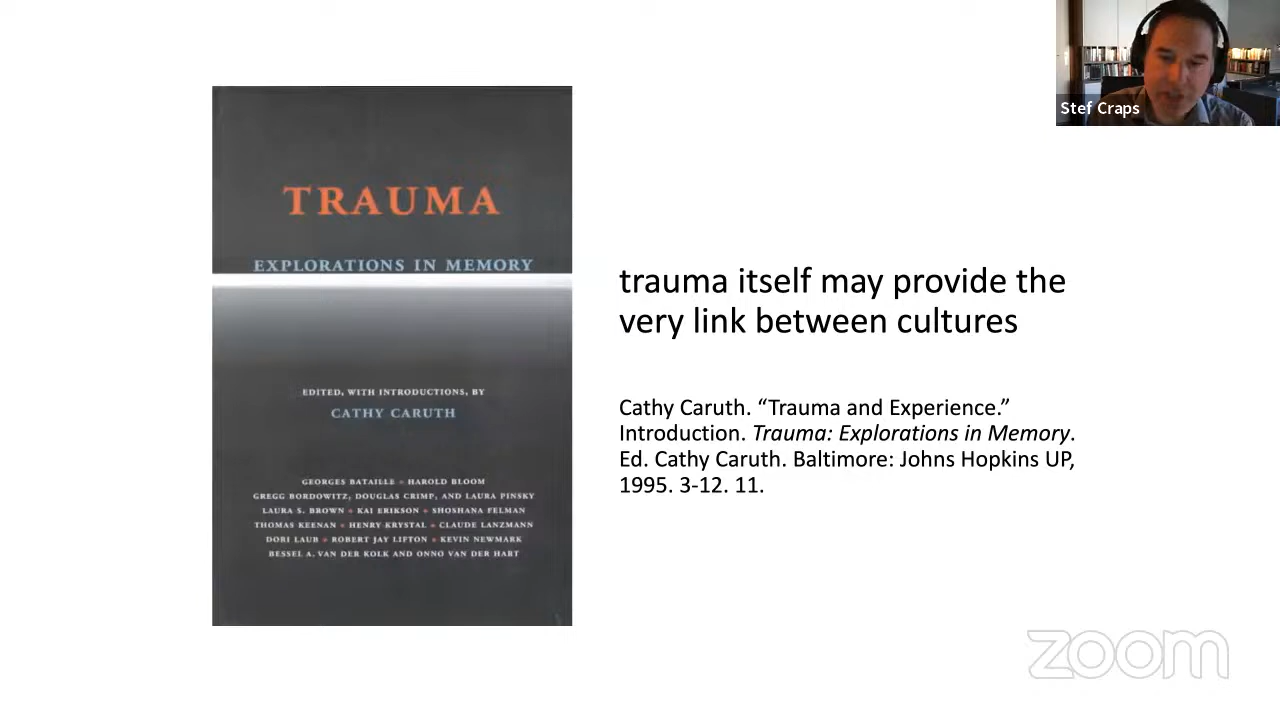 Stef Craps
TRAUMA
EXPLORATIONS IN MEMORY
EDITED, WITH INTRODUCTIONS, BY
CATHY CARUTH
GEORGES BATAILLE • HAROLD BLOOM
GREGG BORDOWITZ, DOUGLAS CRIMP, AND LAURA PINSKY
LAURA S. BROWN • KAI ERIKSON • SHOSHANA FELMAN
THOMAS KEENAN • HENRY KRYSTAL • CLAUDE LANZMANN
DORI LAUB • ROBERT JAY LIFTON • KEVIN NEWMARK
BESSEL A. VAN DER KOLK AND ONNO VAN DER HART
trauma itself may provide the
very link between cultures
Cathy Caruth. “Trauma and Experience.”
Introduction. Trauma: Explorations in Memory.
Ed. Cathy Caruth. Baltimore: Johns Hopkins UP,
1995. 3-12. 11.
zoom